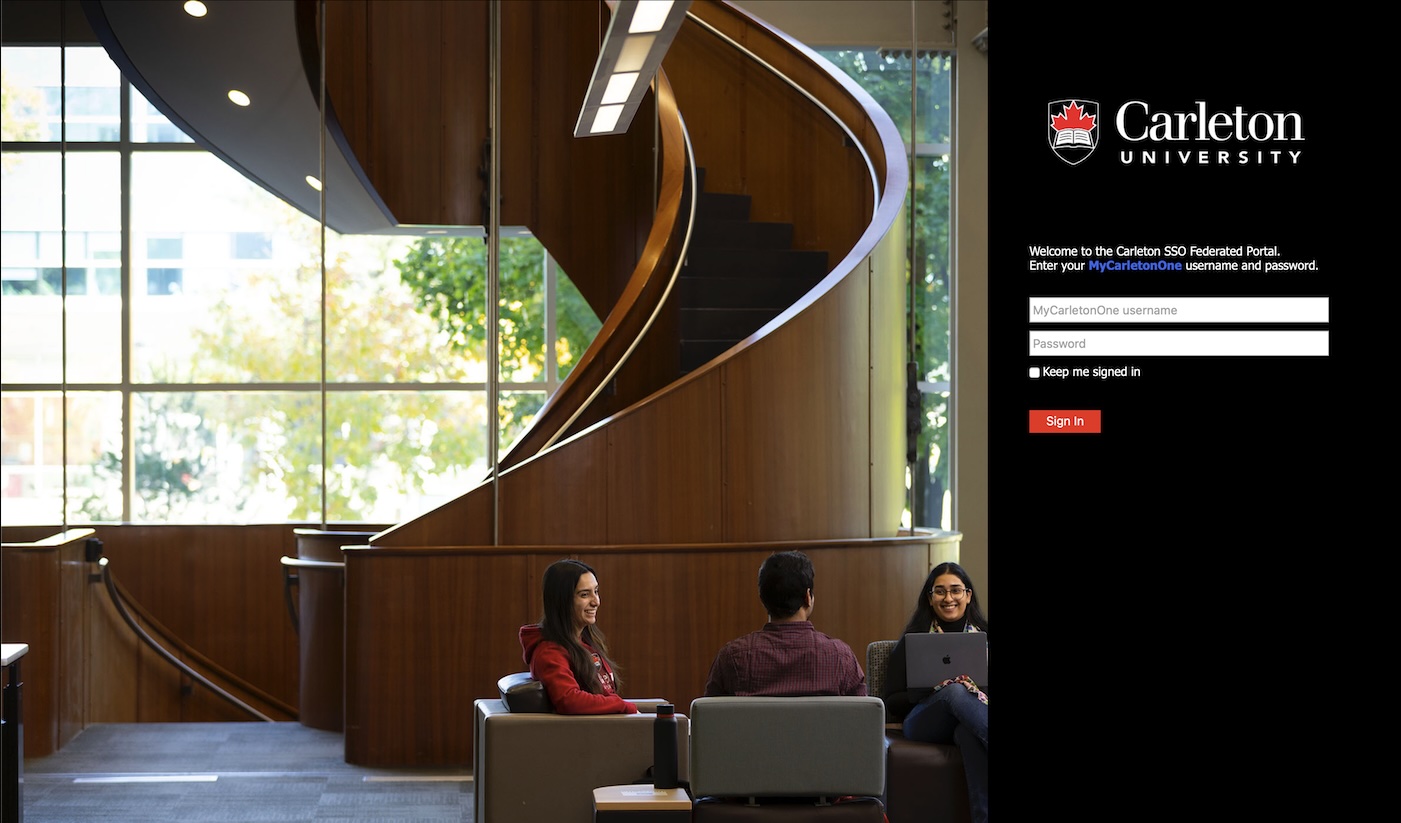 Carleton
UNIVERSITY
Welcome to the Carleton SSO Federated Portal.
Enter your MyCarletonOne username and password.
MyCarletonOne username
Password
Keep me signed in
Sign In